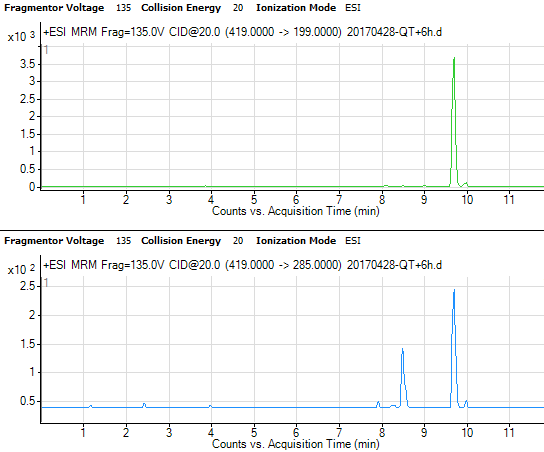 Fragmentor Voltage 135 Collision Energy 20 Ionization Mode ESI
x10 3 +ESI MRM Frag=135.0V CID@20.0 (419.0000 -> 199.0000) 20170428-QT+6h.d
1
3.5
3
2.5
2
1.5
1
0.5
0
1 2 3 4 5 6 7 8 9 10 11
Counts vs. Acquisition Time (min)
Fragmentor Voltage 135 Collision Energy 20 Ionization Mode ESI
x10 2 +ESI MRM Frag=135.0V CID@20.0 (419.0000 -> 285.0000) 20170428-QT+6h.d
1
2.5
2
1.5
1
0.5
1 2 3 4 5 6 7 8 9 10 11
Counts vs. Acquisition Time (min)